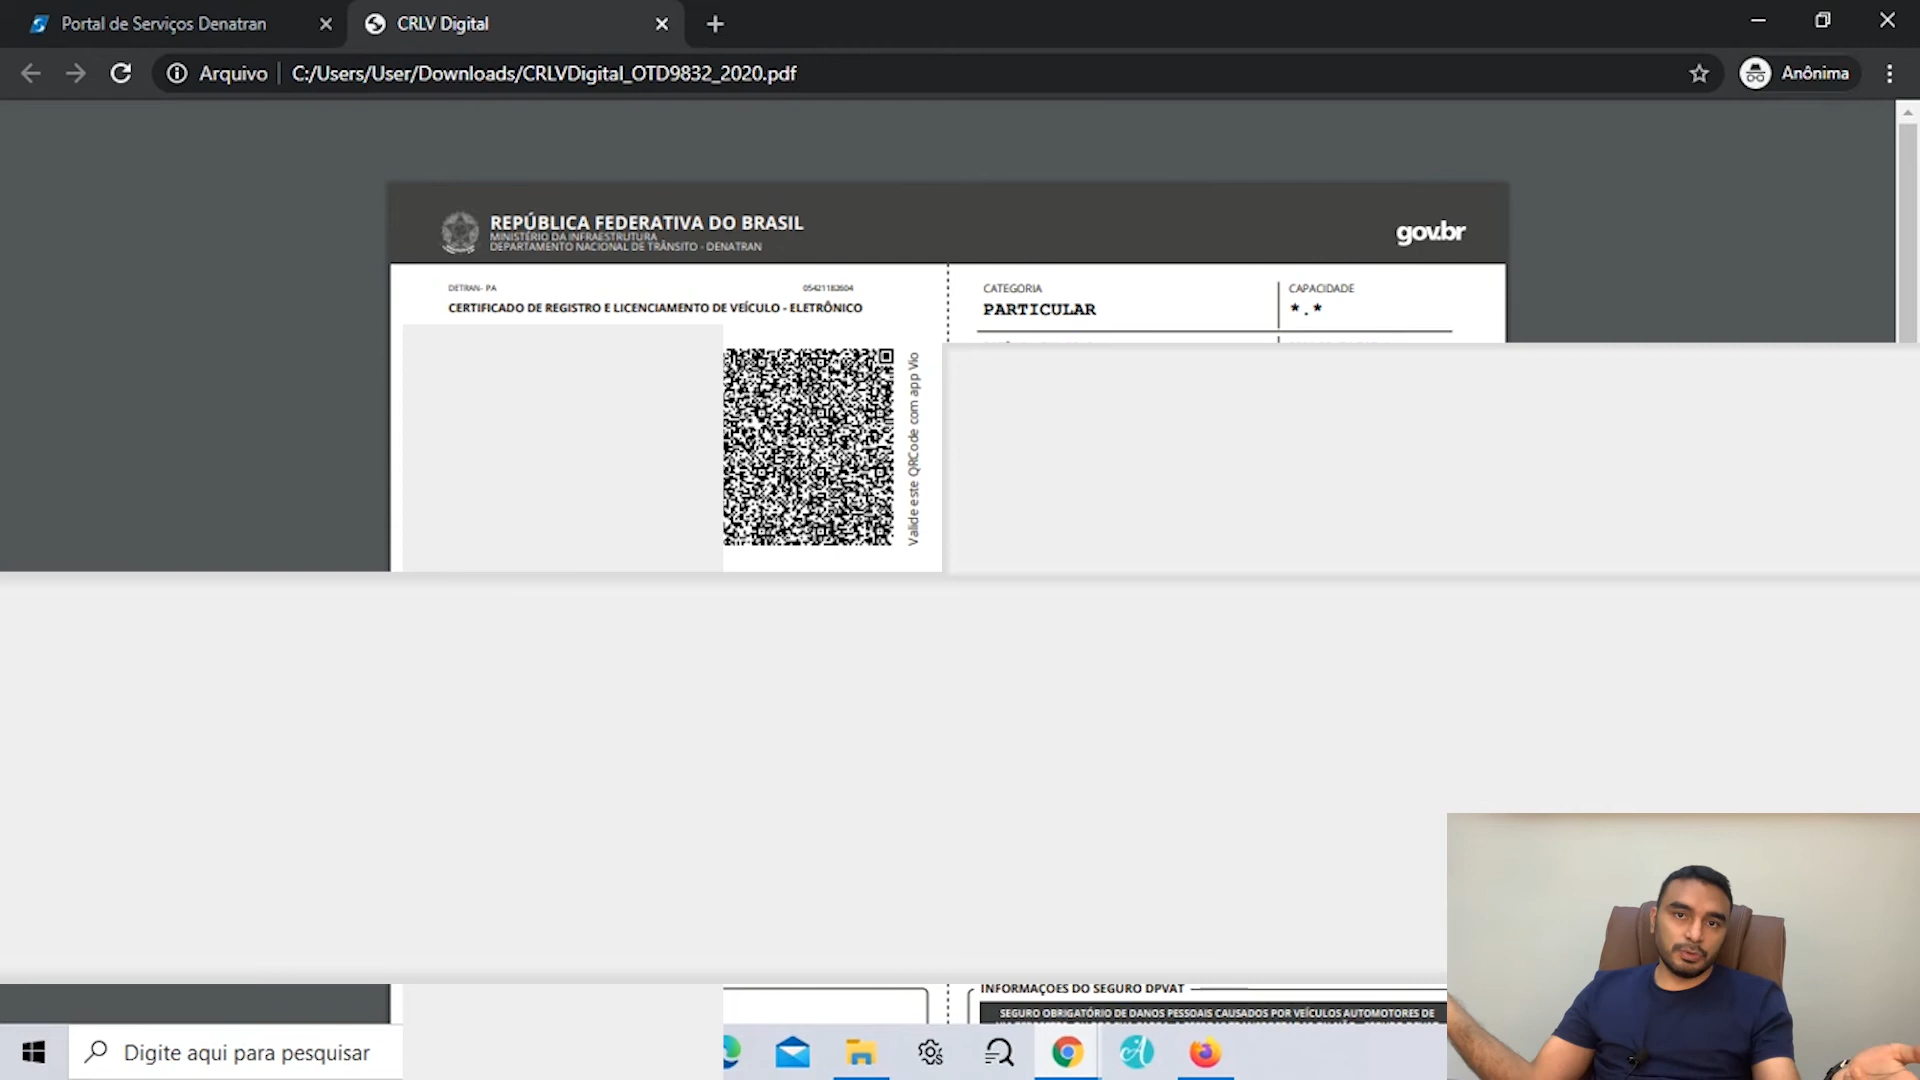 Portal de Serviços Denatran
CRLV Digital
Arquivo
C:/Users/User/Downloads/CRLVDigital_OTD9832_2020.pdf
Anônima
REPÚBLICA FEDERATIVA DO BRASIL
MINISTÉRIO DA INFRAESTRUTURA
DEPARTAMENTO NACIONAL DE TRÂNSITO - DENATRAN
gov.br
DETRAN- PA
05421182604
CERTIFICADO DE REGISTRO E LICENCIAMENTO DE VEÍCULO - ELETRÔNICO
Valide este QRCode com app Vio
CATEGORIA
PARTICULAR
CAPACIDADE
*.*
INFORMAÇÕES DO SEGURO DPVAT
SEGURO OBRIGATÓRIO DE DANOS PESSOAIS CAUSADOS POR VEÍCULOS AUTOMOTORES DE
Digite aqui para pesquisar